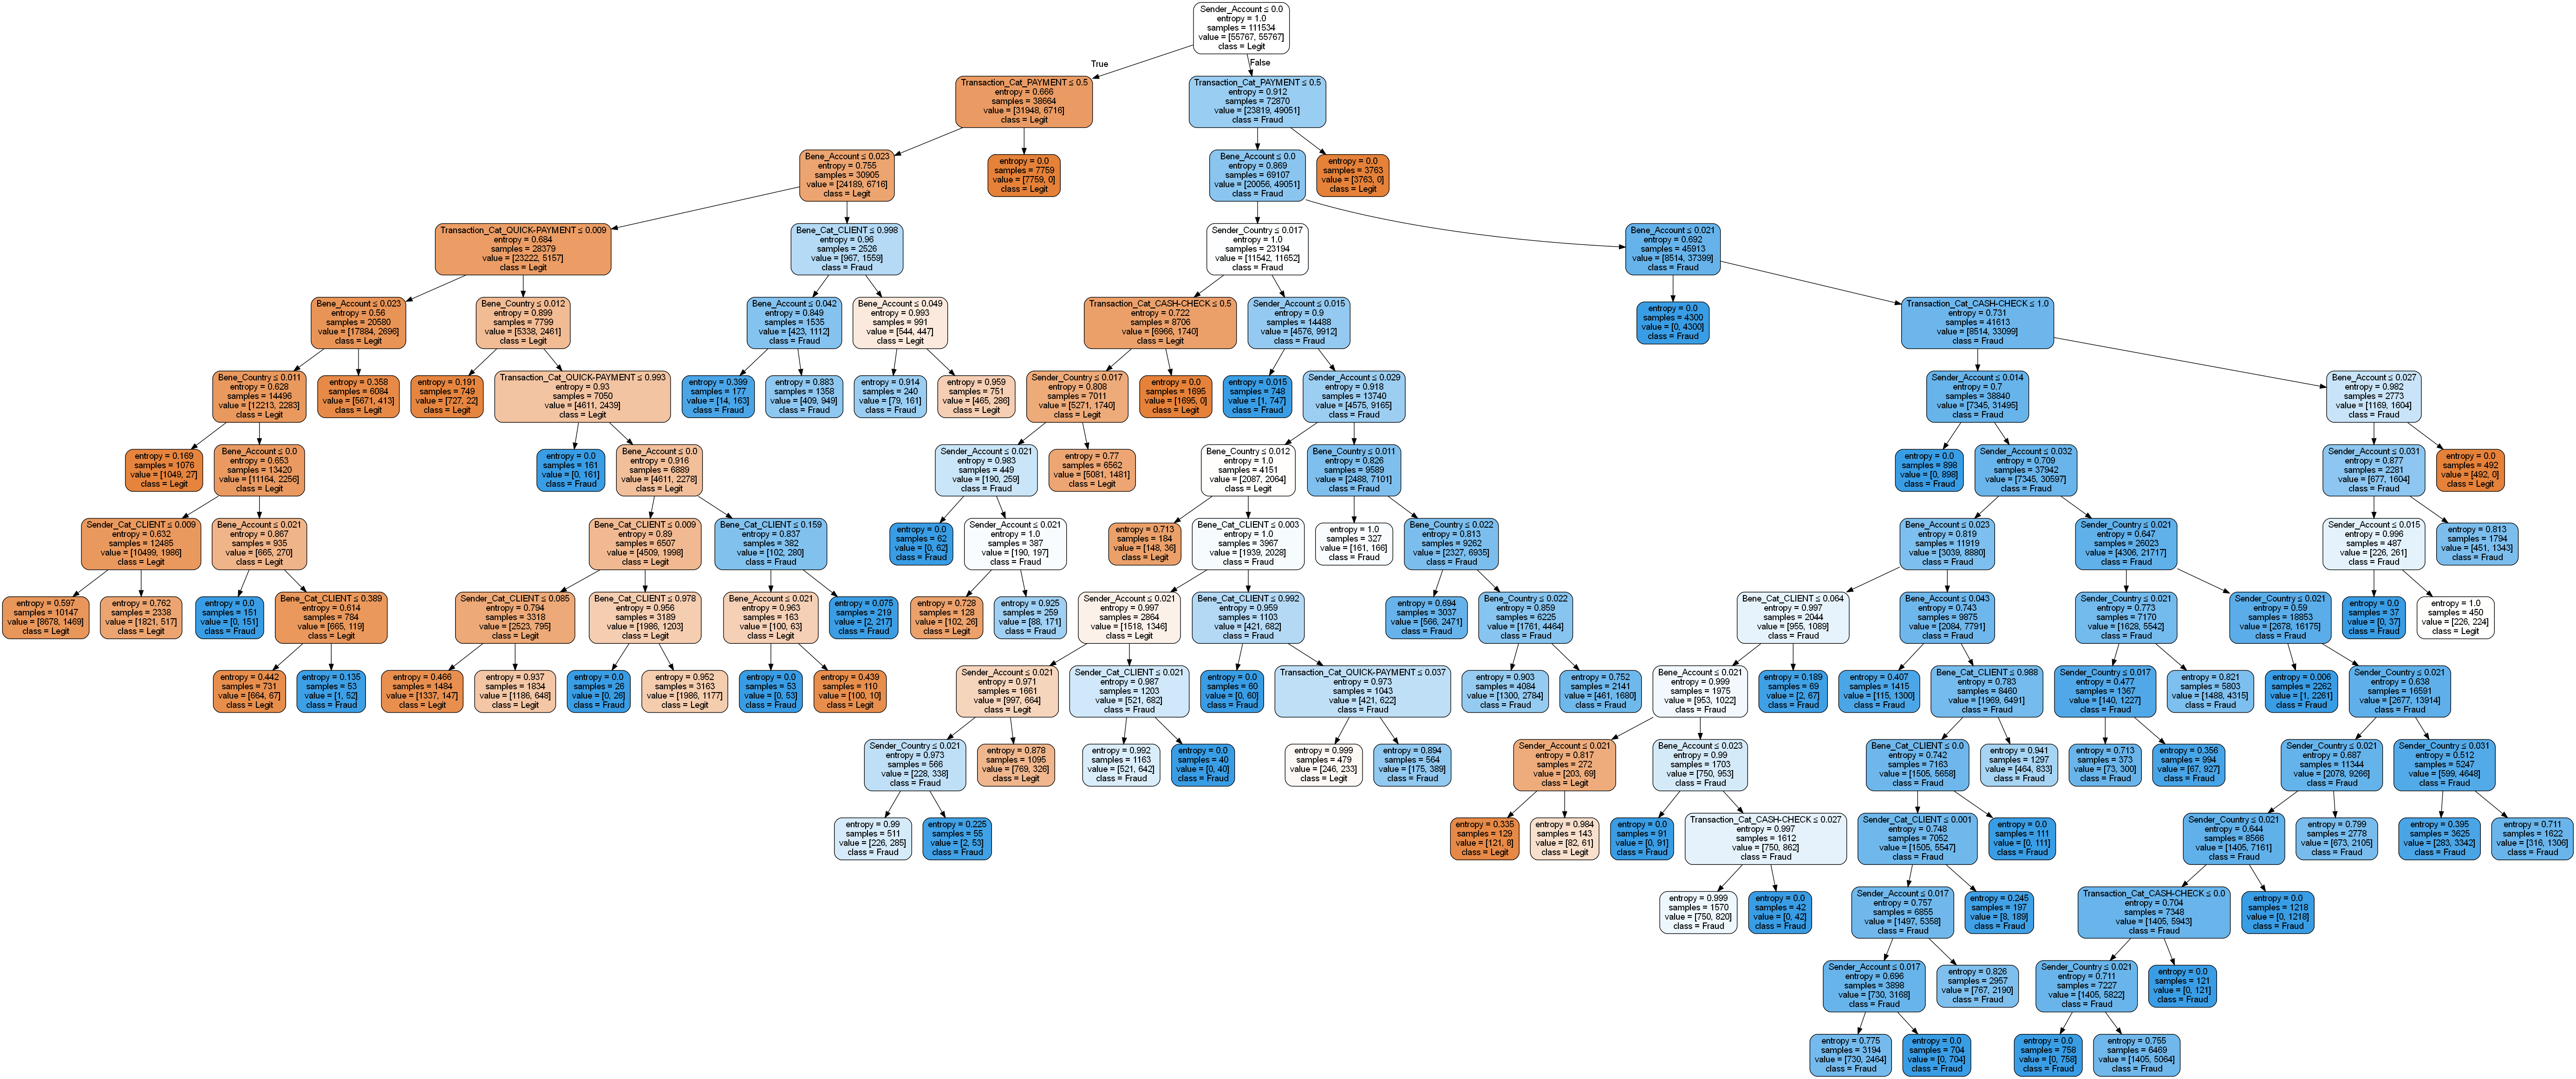 Sender_Account ≤ 0.0
entropy = 1.0
samples = 111534
value = [55767, 55767]
class = Legit
True
False
Transaction_Cat_PAYMENT ≤ 0.5
entropy = 0.666
samples = 38664
value = [31948, 6716]
class = Legit
Transaction_Cat_PAYMENT ≤ 0.5
entropy = 0.912
samples = 72870
value = [23819, 49051]
class = Fraud
Bene_Account ≤ 0.023
entropy = 0.755
samples = 30905
value = [24189, 6716]
class = Legit
entropy = 0.0
samples = 7759
value = [7759, 0]
class = Legit
Bene_Account ≤ 0.0
entropy = 0.869
samples = 69107
value = [20056, 49051]
class = Fraud
entropy = 0.0
samples = 3763
value = [3763, 0]
class = Legit
Transaction_Cat_QUICK-PAYMENT ≤ 0.009
entropy = 0.684
samples = 28379
value = [23222, 5157]
class = Legit
Bene_Cat_CLIENT ≤ 0.998
entropy = 0.96
samples = 2526
value = [967, 1559]
class = Fraud
Sender_Country ≤ 0.017
entropy = 1.0
samples = 23194
value = [11542, 11652]
class = Fraud
Bene_Account ≤ 0.021
entropy = 0.692
samples = 45913
value = [8514, 37399]
class = Fraud
Bene_Account ≤ 0.023
entropy = 0.56
samples = 20580
value = [17884, 2696]
class = Legit
Bene_Country ≤ 0.012
entropy = 0.899
samples = 7799
value = [5338, 2461]
class = Legit
Bene_Account ≤ 0.042
entropy = 0.849
samples = 1535
value = [423, 1112]
class = Fraud
Bene_Account ≤ 0.049
entropy = 0.993
samples = 991
value = [544, 447]
class = Legit
Transaction_Cat_CASH-CHECK ≤ 0.5
entropy = 0.722
samples = 8706
value = [6966, 1740]
class = Legit
Sender_Account ≤ 0.015
entropy = 0.9
samples = 14488
value = [4576, 9912]
class = Fraud
entropy = 0.0
samples = 4300
value = [0, 4300]
class = Fraud
Transaction_Cat_CASH-CHECK ≤ 1.0
entropy = 0.731
samples = 41613
value = [8514, 33099]
class = Fraud
Bene_Country ≤ 0.011
entropy = 0.628
samples = 14496
value = [12213, 2283]
class = Legit
entropy = 0.358
samples = 6084
value = [5671, 413]
class = Legit
entropy = 0.191
samples = 749
value = [727, 22]
class = Legit
Transaction_Cat_QUICK-PAYMENT ≤ 0.993
entropy = 0.93
samples = 7050
value = [4611, 2439]
class = Legit
entropy = 0.399
samples = 177
value = [14, 163]
class = Fraud
entropy = 0.883
samples = 1358
value = [409, 949]
class = Fraud
entropy = 0.914
samples = 240
value = [79, 161]
class = Fraud
entropy = 0.959
samples = 751
value = [465, 286]
class = Legit
Sender_Country ≤ 0.017
entropy = 0.808
samples = 7011
value = [5271, 1740]
class = Legit
entropy = 0.0
samples = 1695
value = [1695, 0]
class = Legit
entropy = 0.015
samples = 748
value = [1, 747]
class = Fraud
Sender_Account ≤ 0.029
entropy = 0.918
samples = 13740
value = [4575, 9165]
class = Fraud
Sender_Account ≤ 0.014
entropy = 0.7
samples = 38840
value = [7345, 31495]
class = Fraud
Bene_Account ≤ 0.027
entropy = 0.982
samples = 2773
value = [1169, 1604]
class = Fraud
entropy = 0.169
samples = 1076
value = [1049, 27]
class = Legit
Bene_Account ≤ 0.0
entropy = 0.653
samples = 13420
value = [11164, 2256]
class = Legit
entropy = 0.0
samples = 161
value = [0, 161]
class = Fraud
Bene_Account ≤ 0.0
entropy = 0.916
samples = 6889
value = [4611, 2278]
class = Legit
Sender_Account ≤ 0.021
entropy = 0.983
samples = 449
value = [190, 259]
class = Fraud
entropy = 0.77
samples = 6562
value = [5081, 1481]
class = Legit
Bene_Country ≤ 0.012
entropy = 1.0
samples = 4151
value = [2087, 2064]
class = Legit
Bene_Country ≤ 0.011
entropy = 0.826
samples = 9589
value = [2488, 7101]
class = Fraud
entropy = 0.0
samples = 898
value = [0, 898]
class = Fraud
Sender_Account ≤ 0.032
entropy = 0.709
samples = 37942
value = [7345, 30597]
class = Fraud
Sender_Account ≤ 0.031
entropy = 0.877
samples = 2281
value = [677, 1604]
class = Fraud
entropy = 0.0
samples = 492
value = [492, 0]
class = Legit
Sender_Cat_CLIENT ≤ 0.009
entropy = 0.632
samples = 12485
value = [10499, 1986]
class = Legit
Bene_Account ≤ 0.021
entropy = 0.867
samples = 935
value = [665, 270]
class = Legit
Bene_Cat_CLIENT ≤ 0.009
entropy = 0.89
samples = 6507
value = [4509, 1998]
class = Legit
Bene_Cat_CLIENT ≤ 0.159
entropy = 0.837
samples = 382
value = [102, 280]
class = Fraud
entropy = 0.0
samples = 62
value = [0, 62]
class = Fraud
Sender_Account ≤ 0.021
entropy = 1.0
samples = 387
value = [190, 197]
class = Fraud
entropy = 0.713
samples = 184
value = [148, 36]
class = Legit
Bene_Cat_CLIENT ≤ 0.003
entropy = 1.0
samples = 3967
value = [1939, 2028]
class = Fraud
entropy = 1.0
samples = 327
value = [161, 166]
class = Fraud
Bene_Country ≤ 0.022
entropy = 0.813
samples = 9262
value = [2327, 6935]
class = Fraud
Bene_Account ≤ 0.023
entropy = 0.819
samples = 11919
value = [3039, 8880]
class = Fraud
Sender_Country ≤ 0.021
entropy = 0.647
samples = 26023
value = [4306, 21717]
class = Fraud
Sender_Account ≤ 0.015
entropy = 0.996
samples = 487
value = [226, 261]
class = Fraud
entropy = 0.813
samples = 1794
value = [451, 1343]
class = Fraud
entropy = 0.597
samples = 10147
value = [8678, 1469]
class = Legit
entropy = 0.762
samples = 2338
value = [1821, 517]
class = Legit
entropy = 0.0
samples = 151
value = [0, 151]
class = Fraud
Bene_Cat_CLIENT ≤ 0.389
entropy = 0.614
samples = 784
value = [665, 119]
class = Legit
Sender_Cat_CLIENT ≤ 0.085
entropy = 0.794
samples = 3318
value = [2523, 795]
class = Legit
Bene_Cat_CLIENT ≤ 0.978
entropy = 0.956
samples = 3189
value = [1986, 1203]
class = Legit
Bene_Account ≤ 0.021
entropy = 0.963
samples = 163
value = [100, 63]
class = Legit
entropy = 0.075
samples = 219
value = [2, 217]
class = Fraud
entropy = 0.728
samples = 128
value = [102, 26]
class = Legit
entropy = 0.925
samples = 259
value = [88, 171]
class = Fraud
Sender_Account ≤ 0.021
entropy = 0.997
samples = 2864
value = [1518, 1346]
class = Legit
Bene_Cat_CLIENT ≤ 0.992
entropy = 0.959
samples = 1103
value = [421, 682]
class = Fraud
entropy = 0.694
samples = 3037
value = [566, 2471]
class = Fraud
Bene_Country ≤ 0.022
entropy = 0.859
samples = 6225
value = [1761, 4464]
class = Fraud
Bene_Cat_CLIENT ≤ 0.064
entropy = 0.997
samples = 2044
value = [955, 1089]
class = Fraud
Bene_Account ≤ 0.043
entropy = 0.743
samples = 9875
value = [2084, 7791]
class = Fraud
Sender_Country ≤ 0.021
entropy = 0.773
samples = 7170
value = [1628, 5542]
class = Fraud
Sender_Country ≤ 0.021
entropy = 0.59
samples = 18853
value = [2678, 16175]
class = Fraud
entropy = 0.0
samples = 37
value = [0, 37]
class = Fraud
entropy = 1.0
samples = 450
value = [226, 224]
class = Legit
entropy = 0.442
samples = 731
value = [664, 67]
class = Legit
entropy = 0.135
samples = 53
value = [1, 52]
class = Fraud
entropy = 0.466
samples = 1484
value = [1337, 147]
class = Legit
entropy = 0.937
samples = 1834
value = [1186, 648]
class = Legit
entropy = 0.0
samples = 26
value = [0, 26]
class = Fraud
entropy = 0.952
samples = 3163
value = [1986, 1177]
class = Legit
entropy = 0.0
samples = 53
value = [0, 53]
class = Fraud
entropy = 0.439
samples = 110
value = [100, 10]
class = Legit
Sender_Account ≤ 0.021
entropy = 0.971
samples = 1661
value = [997, 664]
class = Legit
Sender_Cat_CLIENT ≤ 0.021
entropy = 0.987
samples = 1203
value = [521, 682]
class = Fraud
entropy = 0.0
samples = 60
value = [0, 60]
class = Fraud
Transaction_Cat_QUICK-PAYMENT ≤ 0.037
entropy = 0.973
samples = 1043
value = [421, 622]
class = Fraud
entropy = 0.903
samples = 4084
value = [1300, 2784]
class = Fraud
entropy = 0.752
samples = 2141
value = [461, 1680]
class = Fraud
Bene_Account ≤ 0.021
entropy = 0.999
samples = 1975
value = [953, 1022]
class = Fraud
entropy = 0.189
samples = 69
value = [2, 67]
class = Fraud
entropy = 0.407
samples = 1415
value = [115, 1300]
class = Fraud
Bene_Cat_CLIENT ≤ 0.988
entropy = 0.783
samples = 8460
value = [1969, 6491]
class = Fraud
Sender_Country ≤ 0.017
entropy = 0.477
samples = 1367
value = [140, 1227]
class = Fraud
entropy = 0.821
samples = 5803
value = [1488, 4315]
class = Fraud
entropy = 0.006
samples = 2262
value = [1, 2261]
class = Fraud
Sender_Country ≤ 0.021
entropy = 0.638
samples = 16591
value = [2677, 13914]
class = Fraud
Sender_Country ≤ 0.021
entropy = 0.973
samples = 566
value = [228, 338]
class = Fraud
entropy = 0.878
samples = 1095
value = [769, 326]
class = Legit
entropy = 0.992
samples = 1163
value = [521, 642]
class = Fraud
entropy = 0.0
samples = 40
value = [0, 40]
class = Fraud
entropy = 0.999
samples = 479
value = [246, 233]
class = Legit
entropy = 0.894
samples = 564
value = [175, 389]
class = Fraud
Sender_Account ≤ 0.021
entropy = 0.817
samples = 272
value = [203, 69]
class = Legit
Bene_Account ≤ 0.023
entropy = 0.99
samples = 1703
value = [750, 953]
class = Fraud
Bene_Cat_CLIENT ≤ 0.0
entropy = 0.742
samples = 7163
value = [1505, 5658]
class = Fraud
entropy = 0.941
samples = 1297
value = [464, 833]
class = Fraud
entropy = 0.713
samples = 373
value = [73, 300]
class = Fraud
entropy = 0.356
samples = 994
value = [67, 927]
class = Fraud
Sender_Country ≤ 0.021
entropy = 0.687
samples = 11344
value = [2078, 9266]
class = Fraud
Sender_Country ≤ 0.031
entropy = 0.512
samples = 5247
value = [599, 4648]
class = Fraud
entropy = 0.99
samples = 511
value = [226, 285]
class = Fraud
entropy = 0.225
samples = 55
value = [2, 53]
class = Fraud
entropy = 0.335
samples = 129
value = [121, 8]
class = Legit
entropy = 0.984
samples = 143
value = [82, 61]
class = Legit
entropy = 0.0
samples = 91
value = [0, 91]
class = Fraud
Transaction_Cat_CASH-CHECK ≤ 0.027
entropy = 0.997
samples = 1612
value = [750, 862]
class = Fraud
Sender_Cat_CLIENT ≤ 0.001
entropy = 0.748
samples = 7052
value = [1505, 5547]
class = Fraud
entropy = 0.0
samples = 111
value = [0, 111]
class = Fraud
Sender_Country ≤ 0.021
entropy = 0.644
samples = 8566
value = [1405, 7161]
class = Fraud
entropy = 0.799
samples = 2778
value = [673, 2105]
class = Fraud
entropy = 0.395
samples = 3625
value = [283, 3342]
class = Fraud
entropy = 0.711
samples = 1622
value = [316, 1306]
class = Fraud
entropy = 0.999
samples = 1570
value = [750, 820]
class = Fraud
entropy = 0.0
samples = 42
value = [0, 42]
class = Fraud
Sender_Account ≤ 0.017
entropy = 0.757
samples = 6855
value = [1497, 5358]
class = Fraud
entropy = 0.245
samples = 197
value = [8, 189]
class = Fraud
Transaction_Cat_CASH-CHECK ≤ 0.0
entropy = 0.704
samples = 7348
value = [1405, 5943]
class = Fraud
entropy = 0.0
samples = 1218
value = [0, 1218]
class = Fraud
Sender_Account ≤ 0.017
entropy = 0.696
samples = 3898
value = [730, 3168]
class = Fraud
entropy = 0.826
samples = 2957
value = [767, 2190]
class = Fraud
Sender_Country ≤ 0.021
entropy = 0.711
samples = 7227
value = [1405, 5822]
class = Fraud
entropy = 0.0
samples = 121
value = [0, 121]
class = Fraud
entropy = 0.775
samples = 3194
value = [730, 2464]
class = Fraud
entropy = 0.0
samples = 704
value = [0, 704]
class = Fraud
entropy = 0.0
samples = 758
value = [0, 758]
class = Fraud
entropy = 0.755
samples = 6469
value = [1405, 5064]
class = Fraud